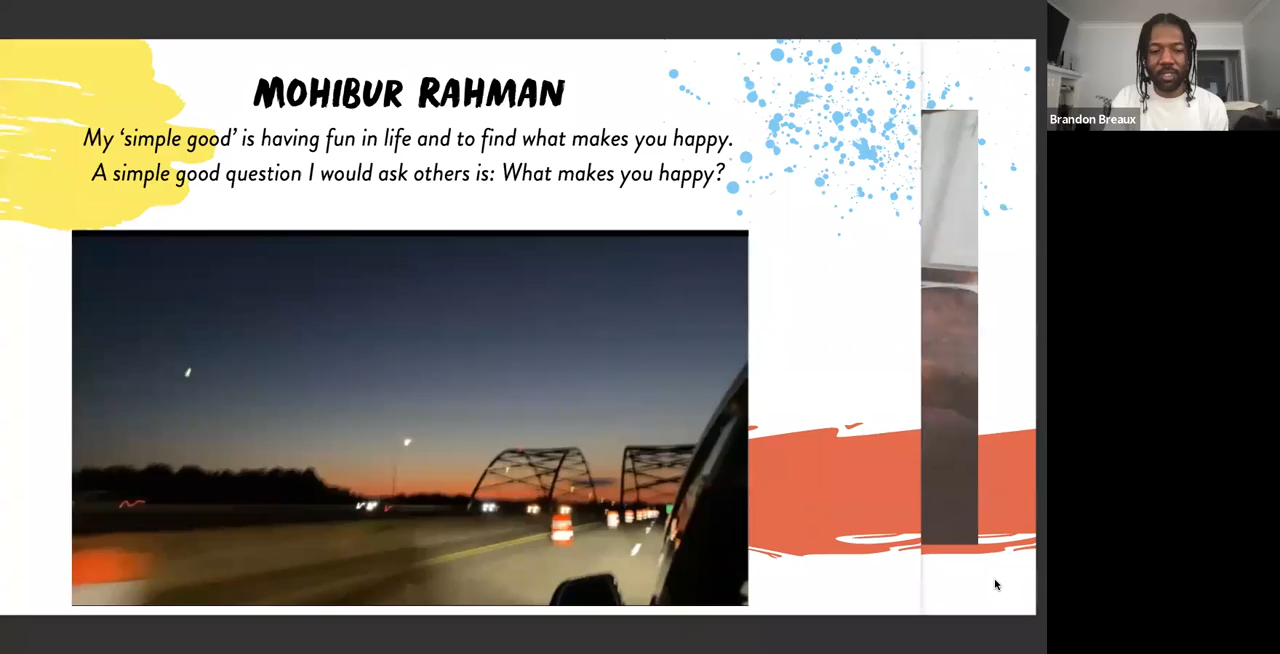 MOHIBUR RAHMAN
My ‘simple good’ is having fun in life and to find what makes you happy.
A simple good question I would ask others is: What makes you happy?
Brandon Breaux